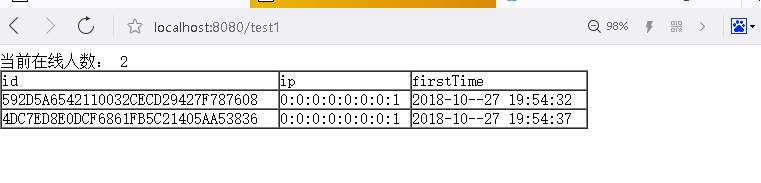 localhost:8080/test1
98%
当前在线人数： 2
id ip firstTime
592D5A6542110032CECD29427F787608 0:0:0:0:0:0:0:1 2018-10--27 19:54:32
4DC7ED8E0DCF6861FB5C21405AA53836 0:0:0:0:0:0:0:1 2018-10--27 19:54:37